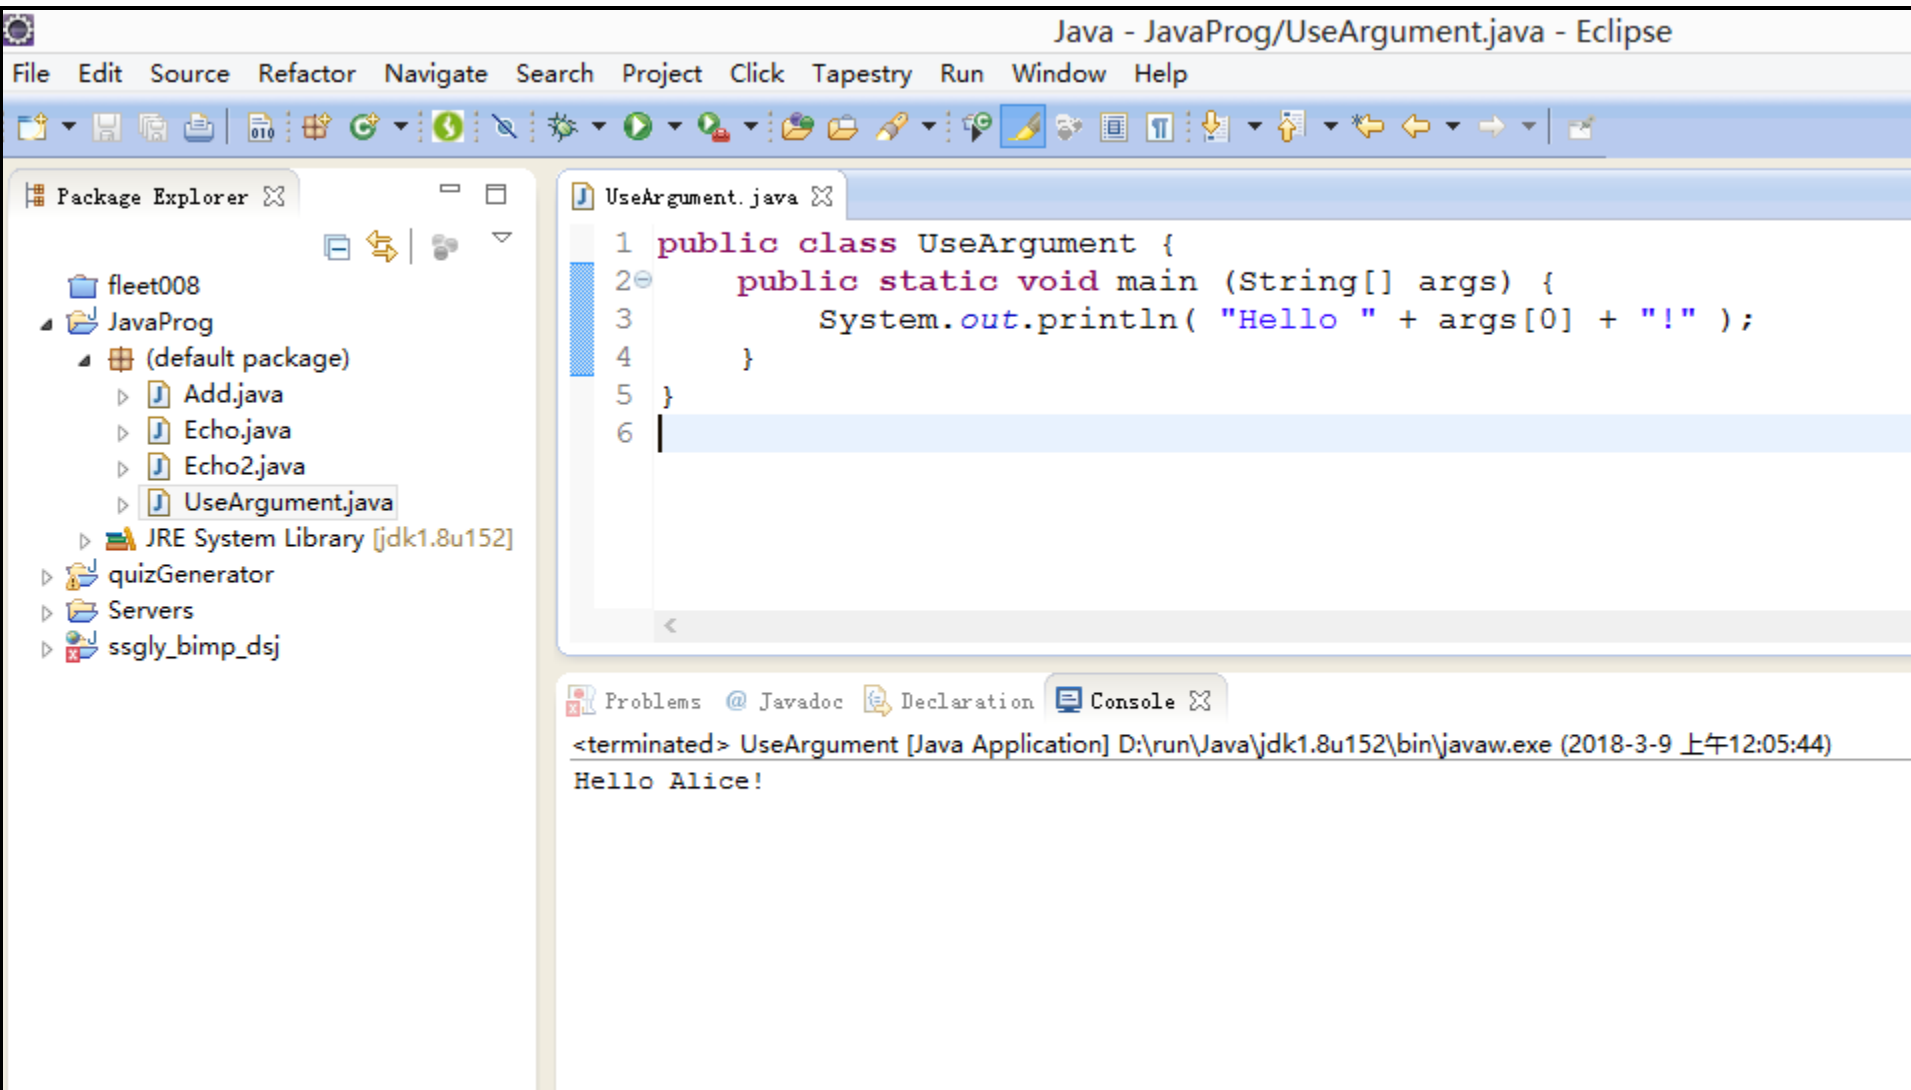 Java - JavaProg/UseArgument.java - Eclipse
File Edit Source Refactor Navigate Search Project Click Tapestry Run Window Help
Package Explorer
fleet008
JavaProg
(default package)
Add.java
Echo.java
Echo2.java
UseArgument.java
JRE System Library [jdk1.8u152]
quizGenerator
Servers
ssgly_bimp_dsj
UseArgument.java
1 public class UseArgument {
2 public static void main (String[] args) {
3 System.out.println( "Hello " + args[0] + "!" );
4 }
5 }
6
Problems @ Javadoc Declaration Console
<terminated> UseArgument [Java Application] D:\run\Java\jdk1.8u152\bin\javaw.exe (2018-3-9 上午12:05:44)
Hello Alice!